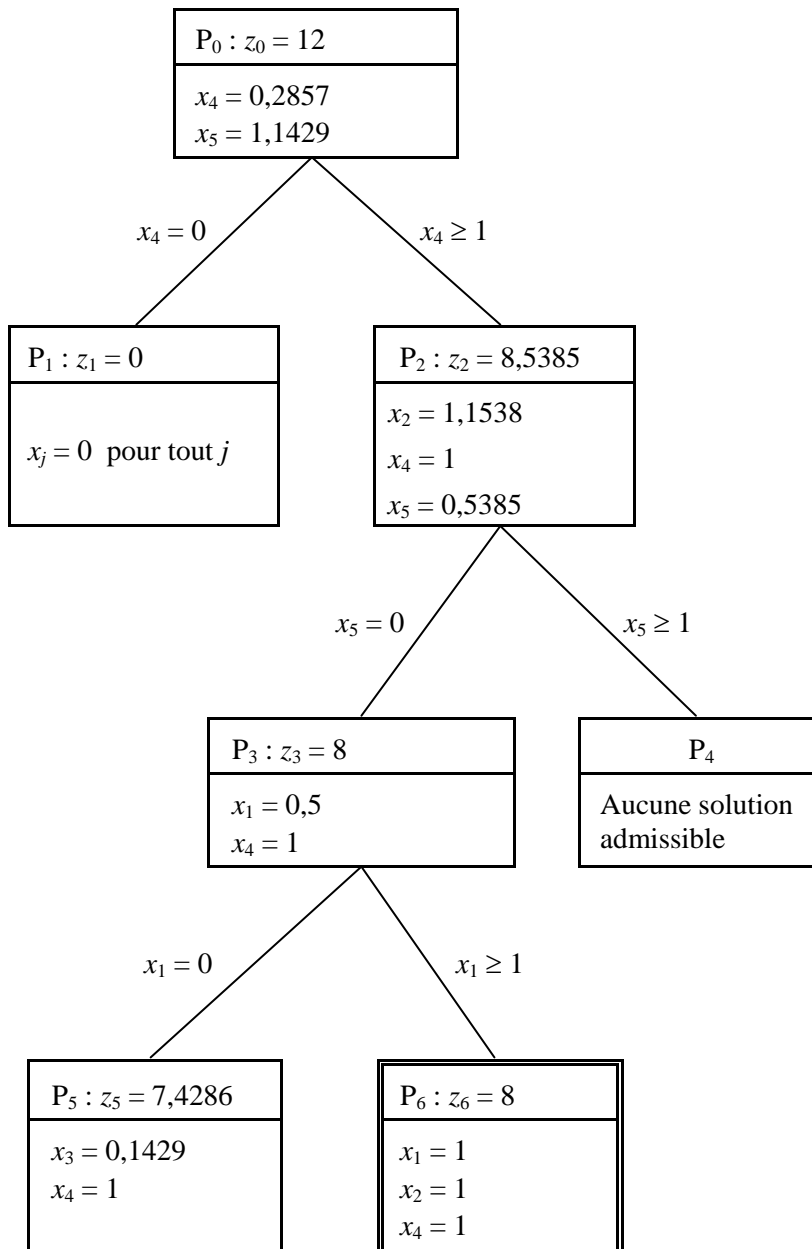 P₀ : z₀ = 12
x₄ = 0,2857
x₅ = 1,1429
x₄ = 0
x₄ ≥ 1
P₁ : z₁ = 0
xⱼ = 0 pour tout j
P₂ : z₂ = 8,5385
x₂ = 1,1538
x₄ = 1
x₅ = 0,5385
x₅ = 0
x₅ ≥ 1
P₃ : z₃ = 8
x₁ = 0,5
x₄ = 1
P₄
Aucune solution
admissible
x₁ = 0
x₁ ≥ 1
P₅ : z₅ = 7,4286
x₃ = 0,1429
x₄ = 1
P₆ : z₆ = 8
x₁ = 1
x₂ = 1
x₄ = 1